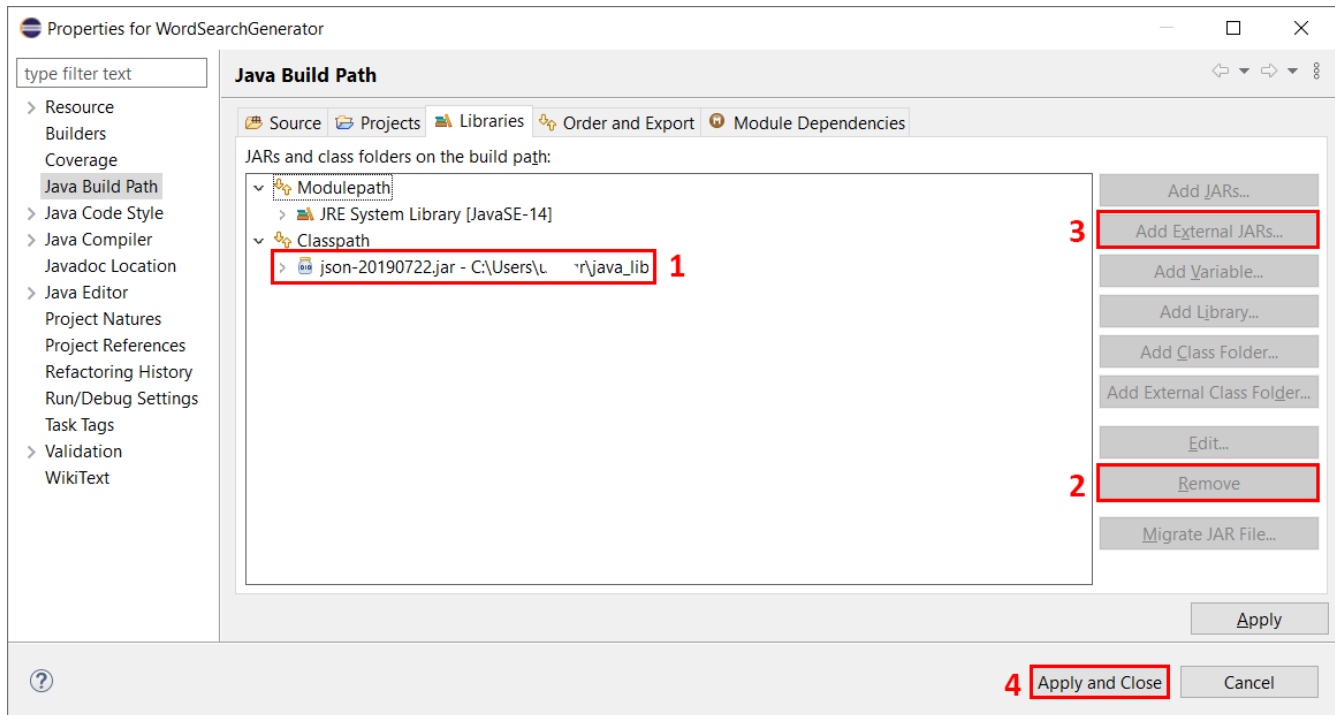 Properties for WordSearchGenerator
type filter text
Resource
Builders
Coverage
Java Build Path
Java Code Style
Java Compiler
Javadoc Location
Java Editor
Project Natures
Project References
Refactoring History
Run/Debug Settings
Task Tags
Validation
WikiText
Java Build Path
Source Projects Libraries Order and Export Module Dependencies
JARs and class folders on the build path:
Modulepath
JRE System Library [JavaSE-14]
Classpath
json-20190722.jar - C:\Users\ r\java_lib 1
Add JARs...
3 Add External JARs...
Add Variable...
Add Library...
Add Class Folder...
Add External Class Folder...
Edit...
2 Remove
Migrate JAR File...
Apply
4 Apply and Close Cancel